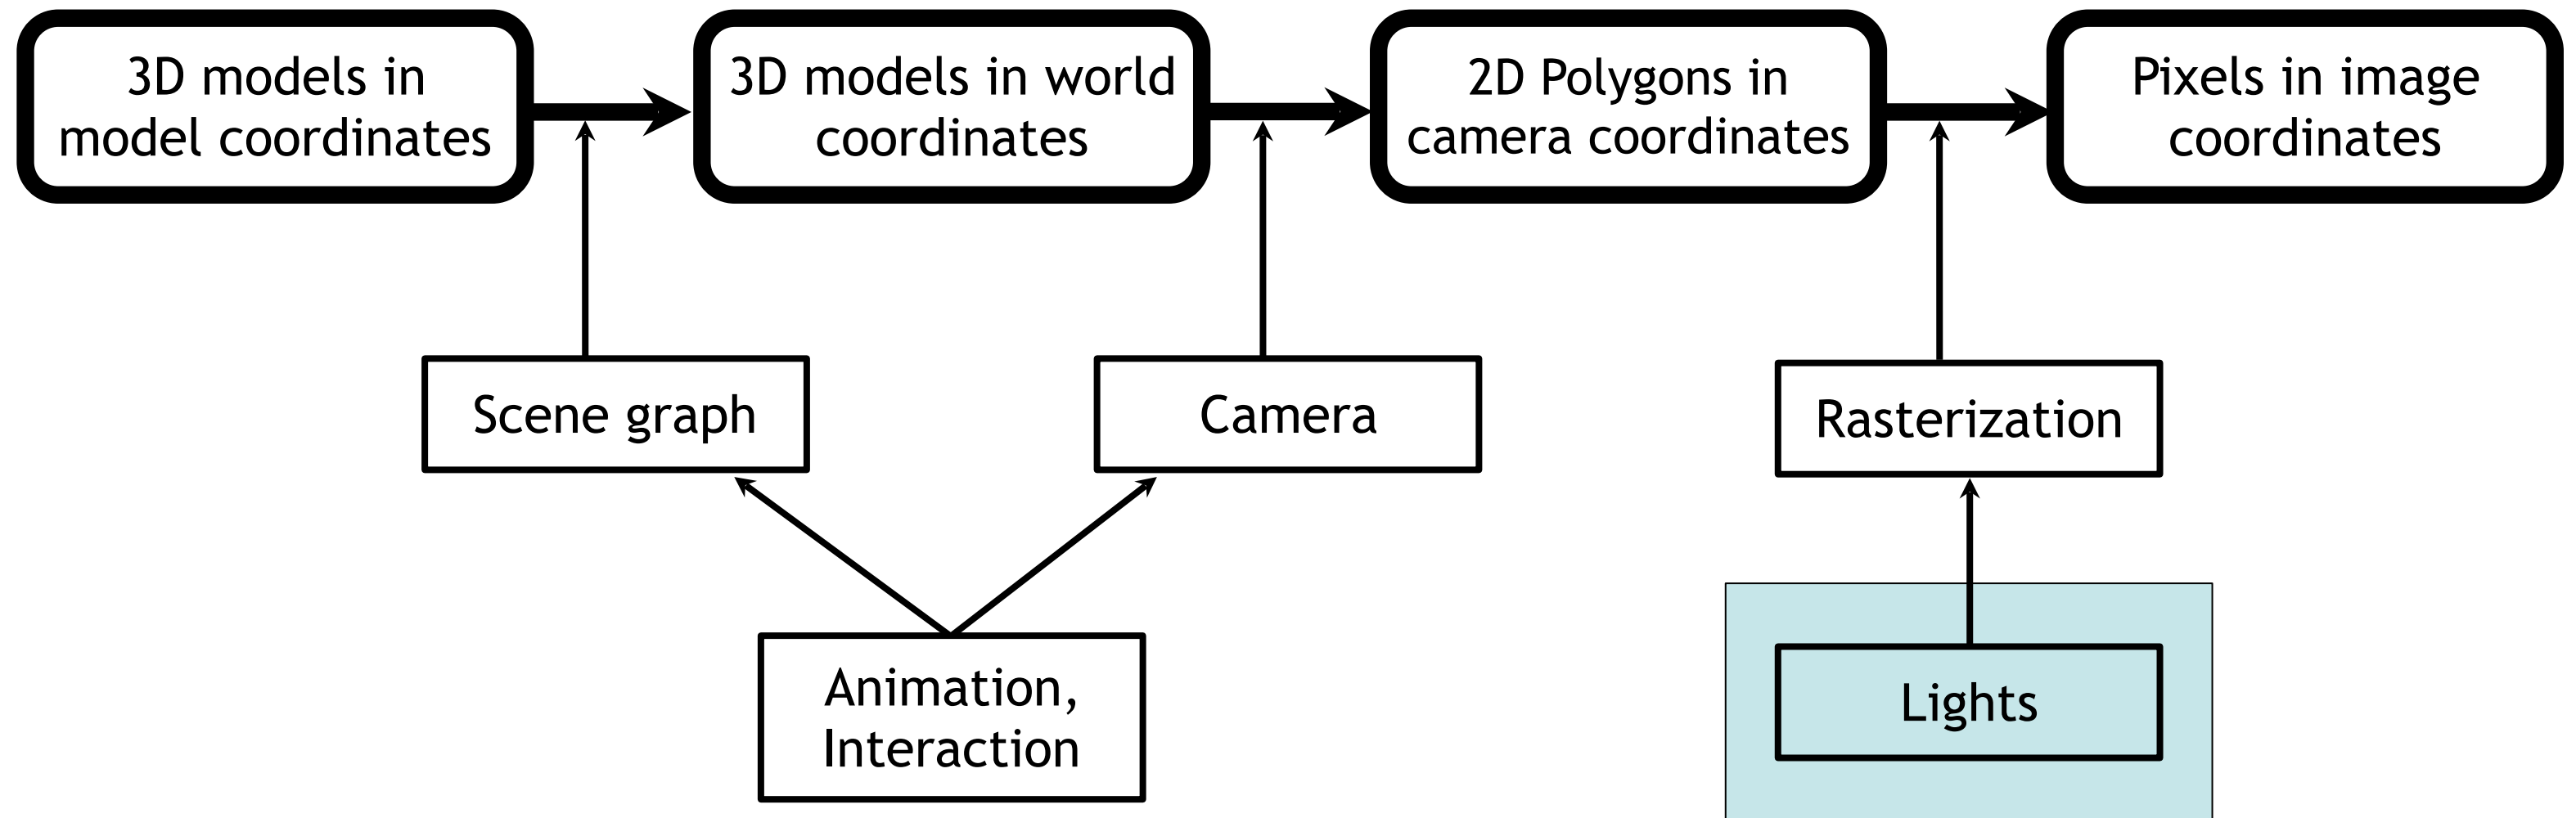 3D models in
model coordinates
3D models in world
coordinates
2D Polygons in
camera coordinates
Pixels in image
coordinates
Scene graph
Camera
Rasterization
Animation,
Interaction
Lights